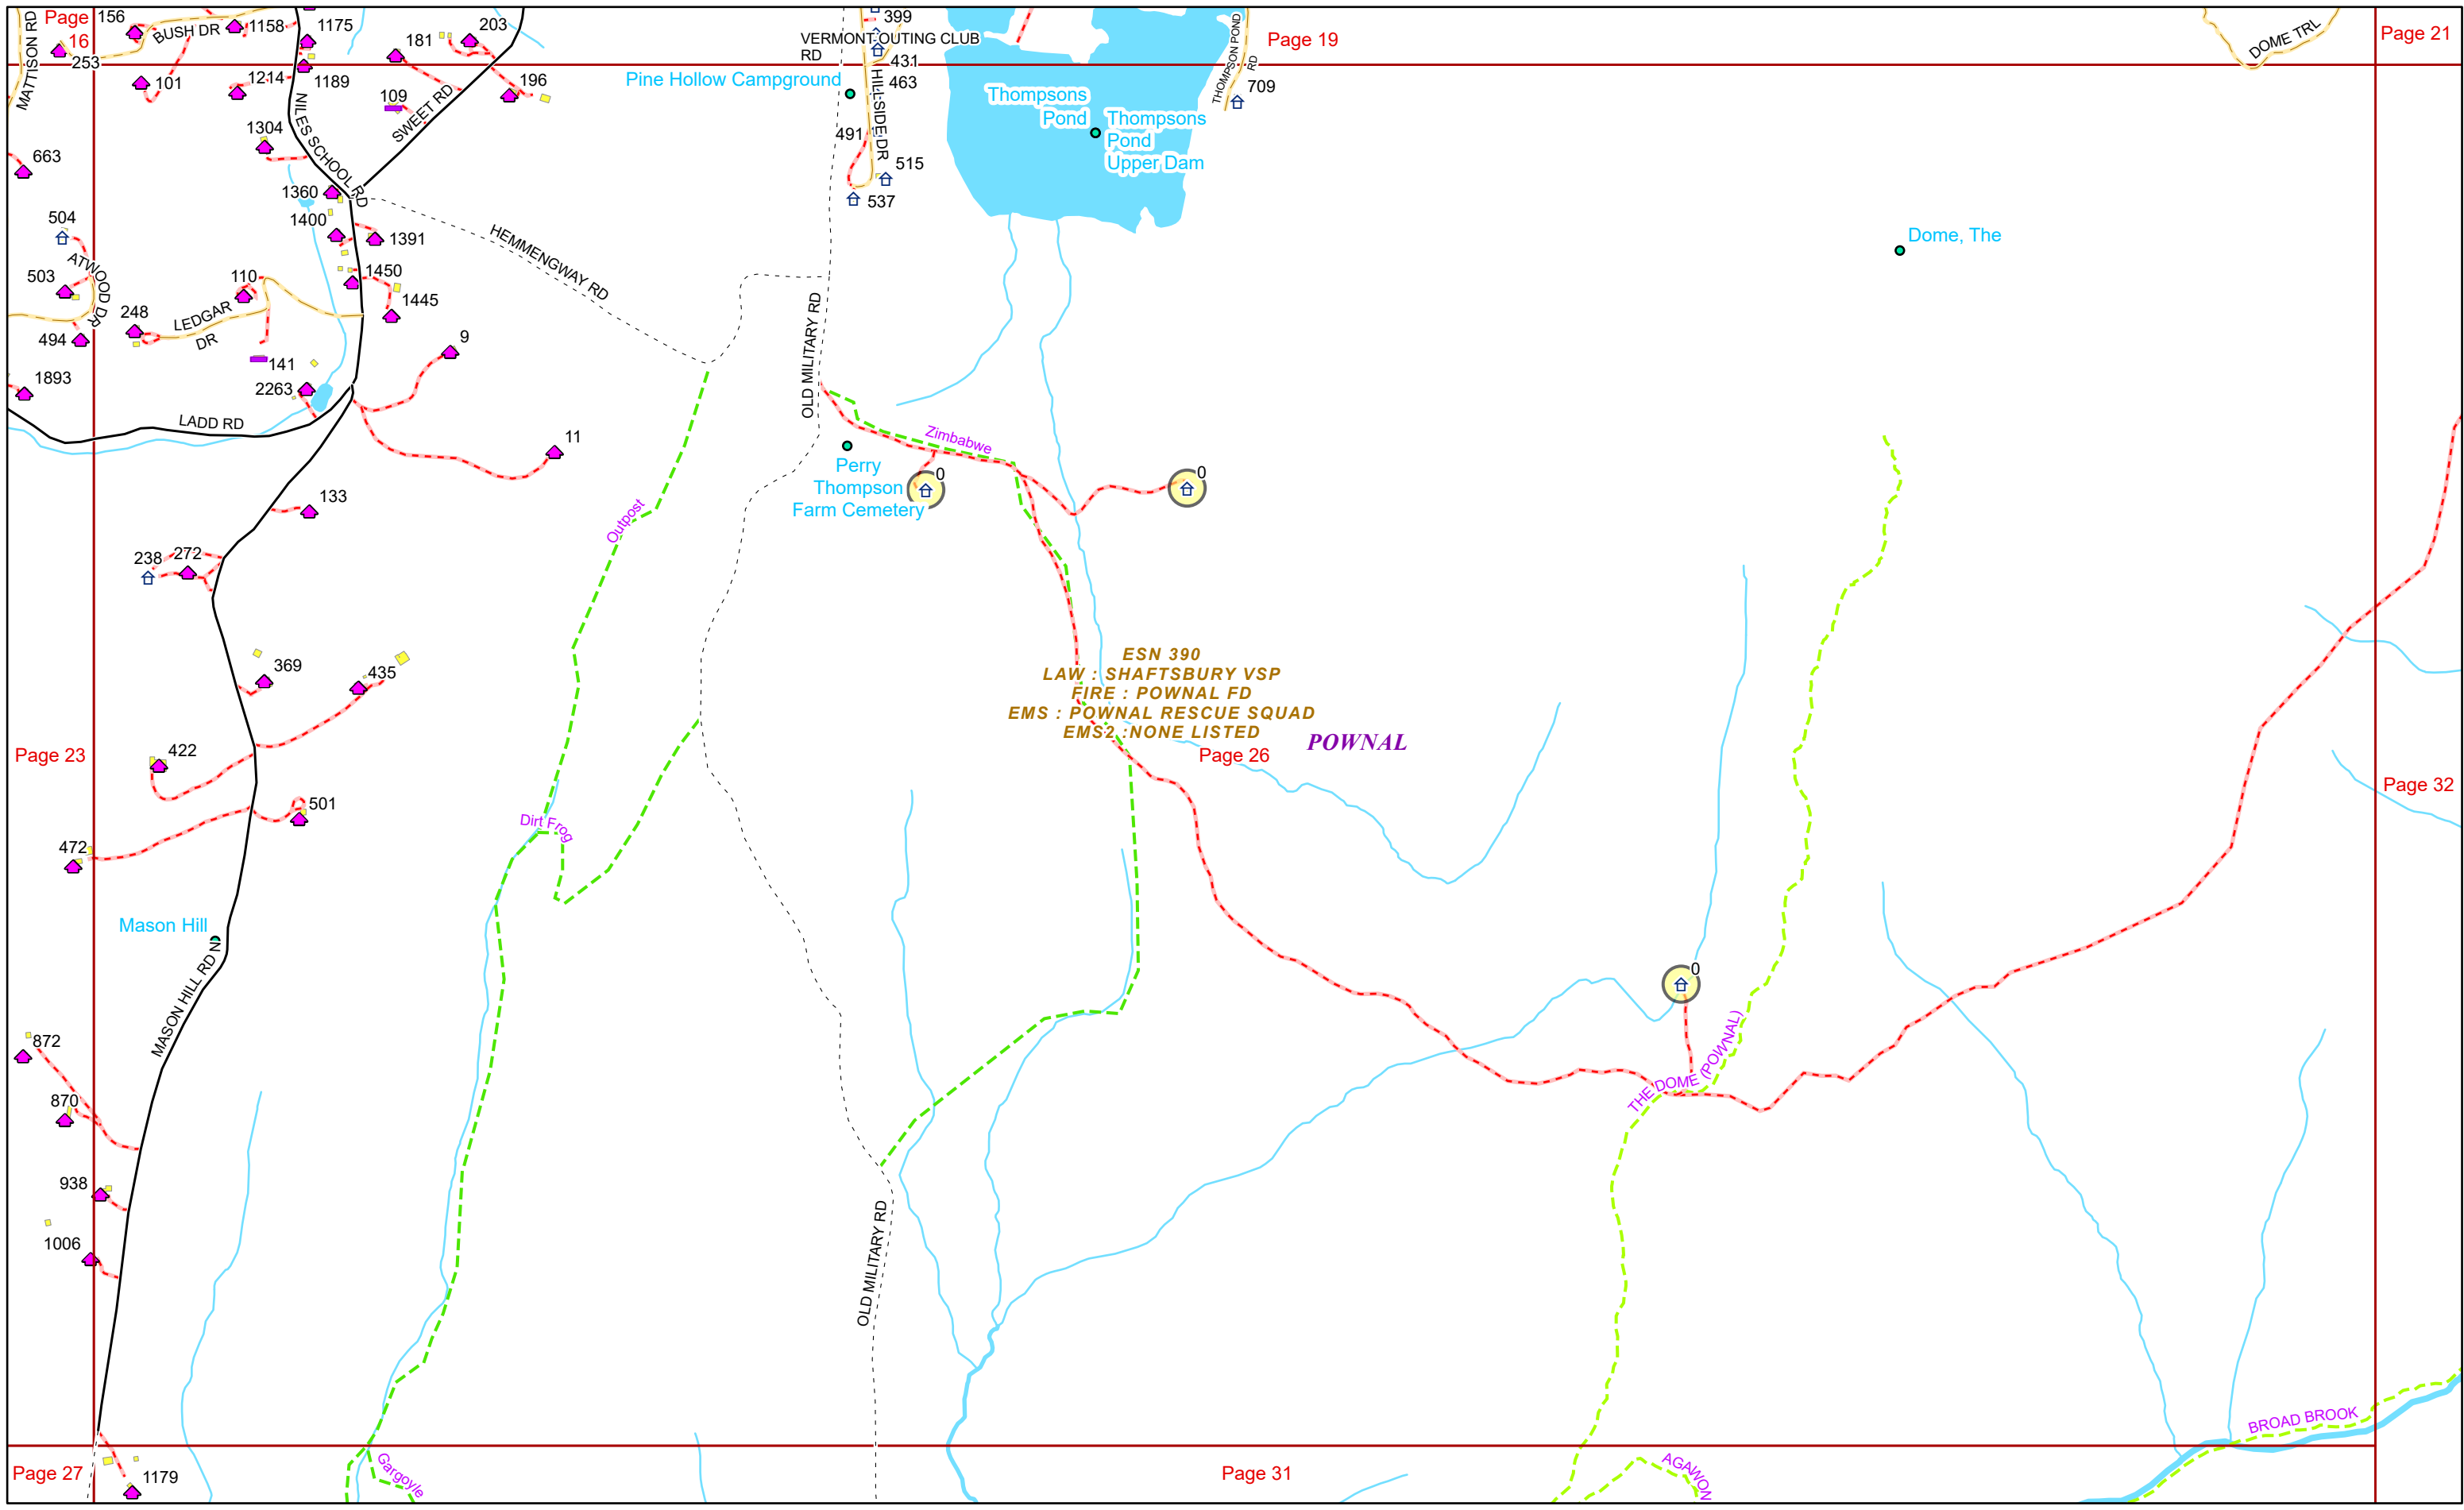 MATTISON RD
Page
16
156
BUSH DR
1158
1175
253
101
1214
1189
181
203
196
109
SWEET RD
NILES SCHOOL RD
1304
663
1360
1400
1391
504
503
ATWOOD DR
110
1450
1445
248
LEDGAR
DR
494
141
9
1893
2263
LADD RD
11
133
238
272
369
435
Page 23
422
501
472
Mason Hill
MASON HILL RD N
872
870
938
1006
Page 27
1179
HEMMENGWAY RD
399
VERMONT OUTING CLUB
RD
431
463
Pine Hollow Campground
HILLSIDE DR
491
515
537
Thompsons
Pond
Thompsons
Pond
Upper Dam
THOMPSON POND
RD
709
Page 19
DOME TRL
Page 21
Dome, The
OLD MILITARY RD
Zimbabwe
Perry
Thompson
Farm Cemetery
0
0
Outpost
ESN 390
LAW : SHAFTSBURY VSP
FIRE : POWNAL FD
EMS : POWNAL RESCUE SQUAD
EMS2 :NONE LISTED
Page 26
POWNAL
Page 32
Dirt Frog
0
THE DOME (POWNAL)
OLD MILITARY RD
BROAD BROOK
Gargoyle
Page 31
AGAWON